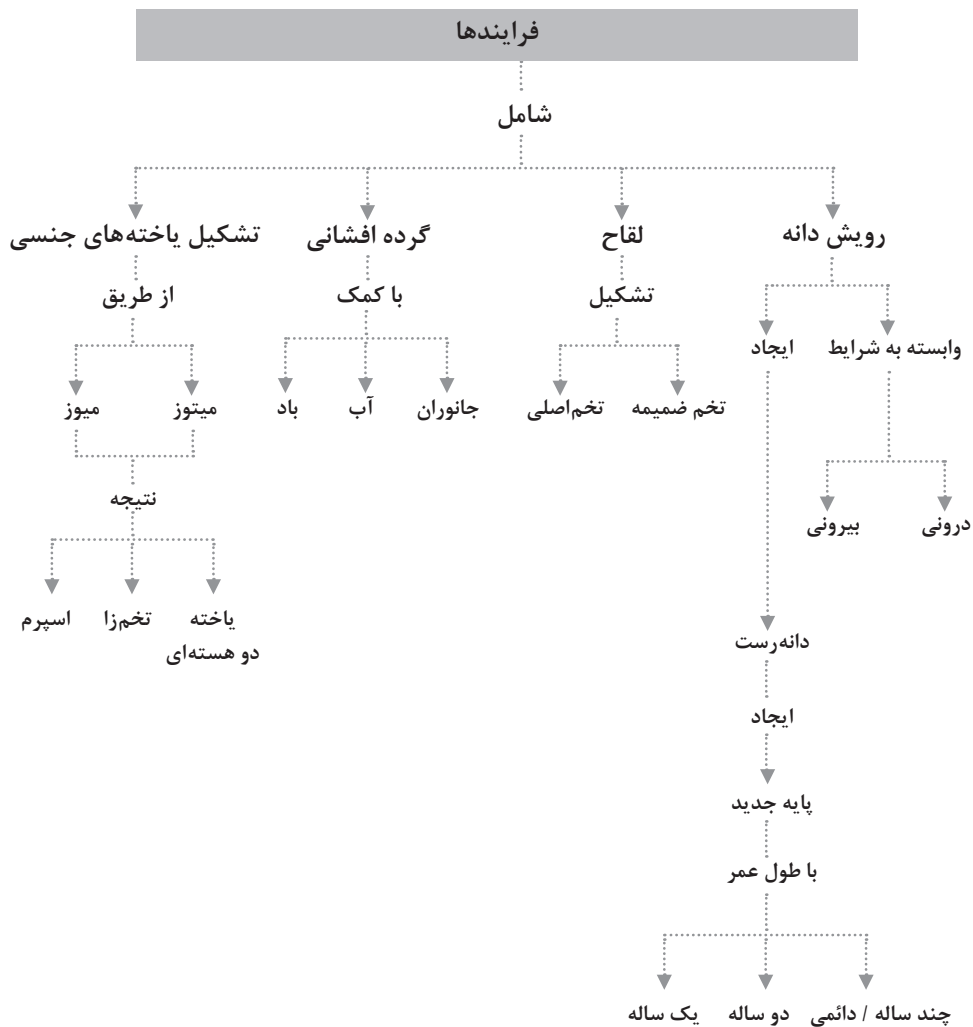 فرایندها
شامل
رویش دانه
لقاح
گرده افشانی
تشکیل یاخته‌های جنسی
وابسته به شرایط
ایجاد
تشکیل
با کمک
از طریق
تخم ضمیمه
تخم‌اصلی
جانوران
آب
باد
میتوز
میوز
درونی
بیرونی
نتیجه
یاخته
دو هسته‌ای
تخم‌زا
اسپرم
دانه‌رست
ایجاد
پایه جدید
با طول عمر
چند ساله / دائمی
دو ساله
یک ساله